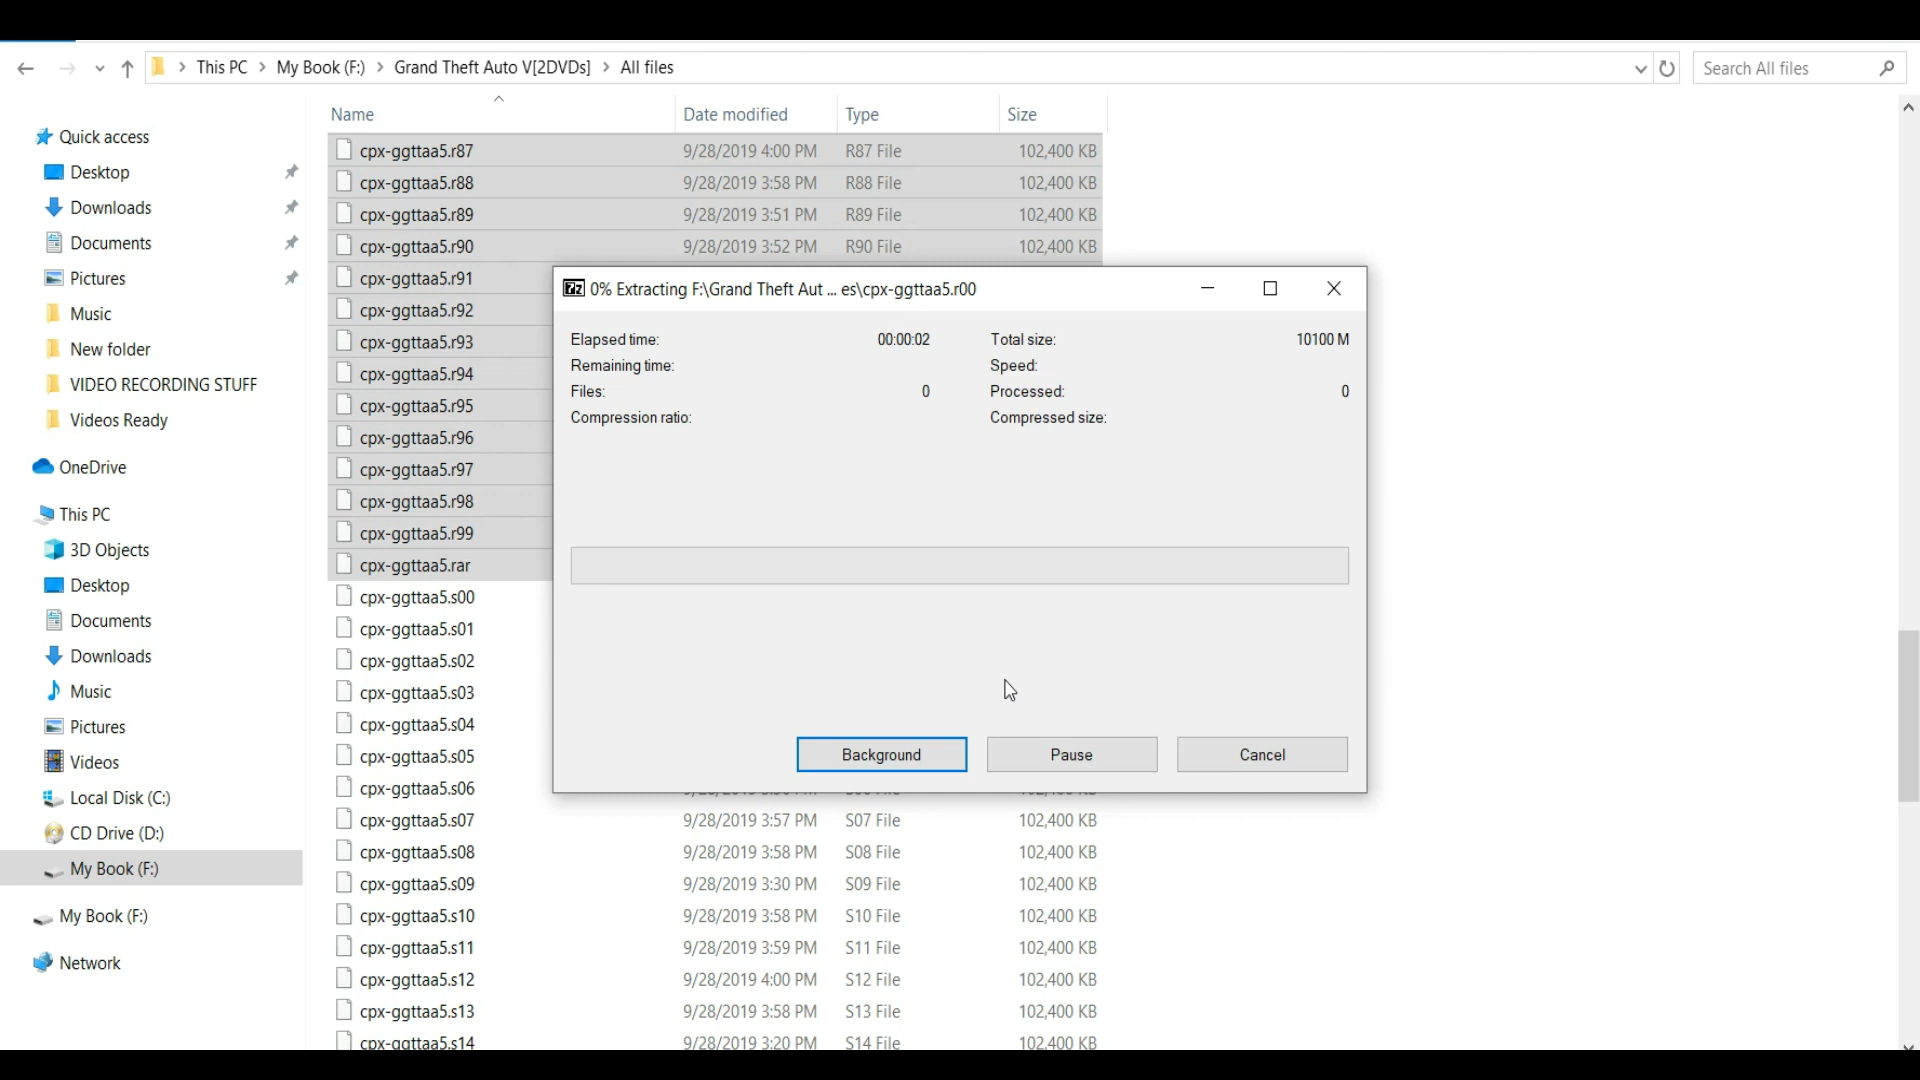 This PC > My Book (F:) > Grand Theft Auto V[2DVDs] > All files
Search All files
Name Date modified Type Size
Quick access
Desktop
Downloads
Documents
Pictures
Music
New folder
VIDEO RECORDING STUFF
Videos Ready
OneDrive
This PC
3D Objects
Desktop
Documents
Downloads
Music
Pictures
Videos
Local Disk (C:)
CD Drive (D:)
My Book (F:)
My Book (F:)
Network
cpx-ggttaa5.r87 9/28/2019 4:00 PM R87 File 102,400 KB
cpx-ggttaa5.r88 9/28/2019 3:58 PM R88 File 102,400 KB
cpx-ggttaa5.r89 9/28/2019 3:51 PM R89 File 102,400 KB
cpx-ggttaa5.r90 9/28/2019 3:52 PM R90 File 102,400 KB
cpx-ggttaa5.r91
cpx-ggttaa5.r92
cpx-ggttaa5.r93
cpx-ggttaa5.r94
cpx-ggttaa5.r95
cpx-ggttaa5.r96
cpx-ggttaa5.r97
cpx-ggttaa5.r98
cpx-ggttaa5.r99
cpx-ggttaa5.rar
cpx-ggttaa5.s00
cpx-ggttaa5.s01
cpx-ggttaa5.s02
cpx-ggttaa5.s03
cpx-ggttaa5.s04
cpx-ggttaa5.s05
cpx-ggttaa5.s06
cpx-ggttaa5.s07 9/28/2019 3:57 PM S07 File 102,400 KB
cpx-ggttaa5.s08 9/28/2019 3:58 PM S08 File 102,400 KB
cpx-ggttaa5.s09 9/28/2019 3:30 PM S09 File 102,400 KB
cpx-ggttaa5.s10 9/28/2019 3:58 PM S10 File 102,400 KB
cpx-ggttaa5.s11 9/28/2019 3:59 PM S11 File 102,400 KB
cpx-ggttaa5.s12 9/28/2019 4:00 PM S12 File 102,400 KB
cpx-ggttaa5.s13 9/28/2019 3:58 PM S13 File 102,400 KB
cpx-ggttaa5.s14 9/28/2019 3:20 PM S14 File 102,400 KB
7z 0% Extracting F:\Grand Theft Aut ... es\cpx-ggttaa5.r00
Elapsed time: 00:00:02 Total size: 10100 M
Remaining time: Speed:
Files: 0 Processed: 0
Compression ratio: Compressed size:
Background Pause Cancel